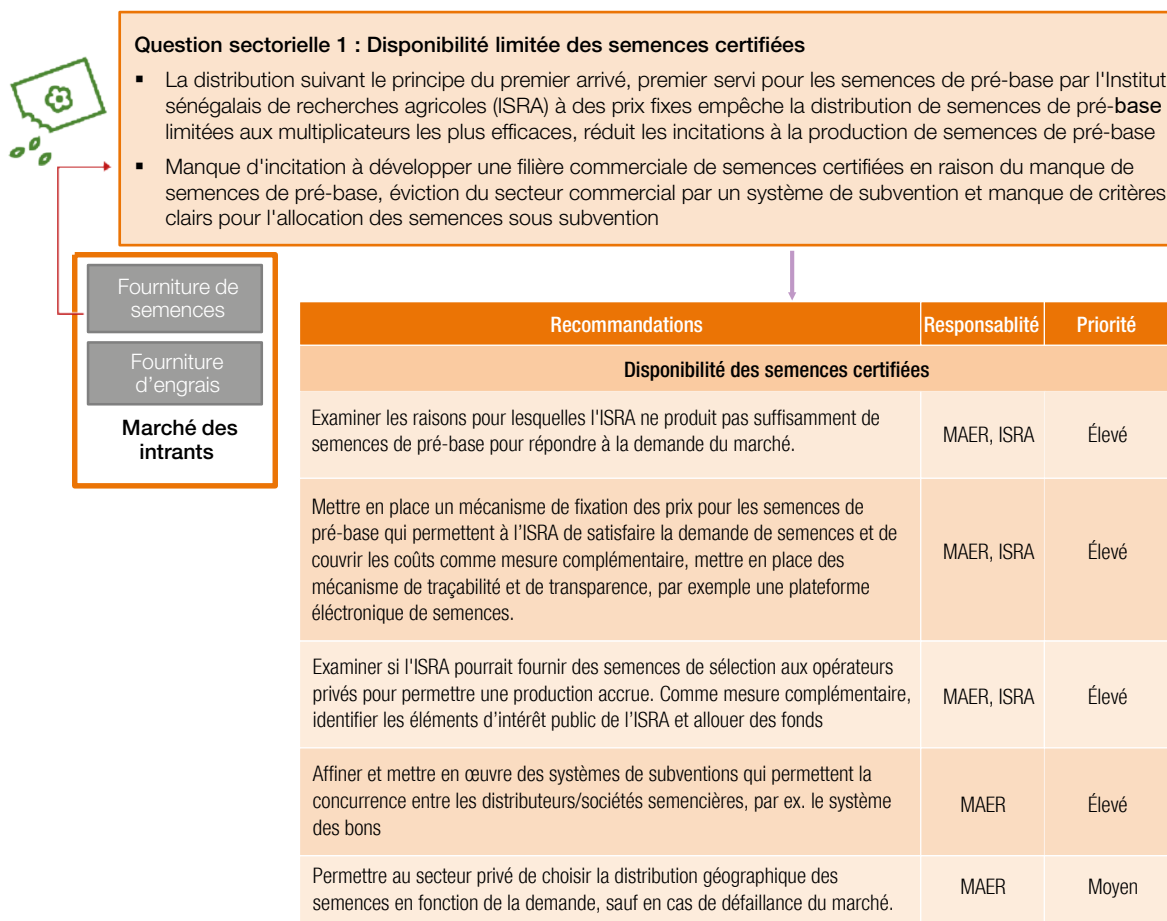 Question sectorielle 1 : Disponibilité limitée des semences certifiées
▪ La distribution suivant le principe du premier arrivé, premier servi pour les semences de pré-base par l'Institut
sénégalais de recherches agricoles (ISRA) à des prix fixes empêche la distribution de semences de pré-base
limitées aux multiplicateurs les plus efficaces, réduit les incitations à la production de semences de pré-base
▪ Manque d'incitation à développer une filière commerciale de semences certifiées en raison du manque de
semences de pré-base, éviction du secteur commercial par un système de subvention et manque de critères
clairs pour l'allocation des semences sous subvention
Fourniture de
semences
Fourniture
d'engrais
Marché des
intrants
Recommandations Responsablité Priorité
Disponibilité des semences certifiées
Examiner les raisons pour lesquelles l'ISRA ne produit pas suffisamment de
semences de pré-base pour répondre à la demande du marché.
MAER, ISRA Élevé
Mettre en place un mécanisme de fixation des prix pour les semences de
pré-base qui permettent à l'ISRA de satisfaire la demande de semences et de
couvrir les coûts comme mesure complémentaire, mettre en place des
mécanisme de traçabilité et de transparence, par exemple une plateforme
éléctronique de semences.
MAER, ISRA Élevé
Examiner si l'ISRA pourrait fournir des semences de sélection aux opérateurs
privés pour permettre une production accrue. Comme mesure complémentaire,
identifier les éléments d'intérêt public de l'ISRA et allouer des fonds
MAER, ISRA Élevé
Affiner et mettre en œuvre des systèmes de subventions qui permettent la
concurrence entre les distributeurs/sociétés semencières, par ex. le système
des bons
MAER Élevé
Permettre au secteur privé de choisir la distribution géographique des
semences en fonction de la demande, sauf en cas de défaillance du marché.
MAER Moyen